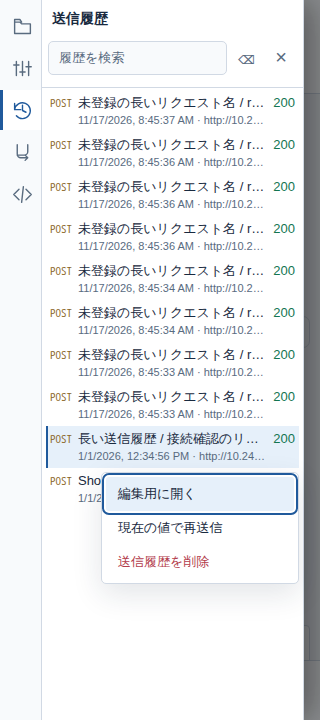 送信履歴
履歴を検索
POST 未登録の長いリクエスト名 / r... 200
11/17/2026, 8:45:37 AM · http://10.2...
POST 未登録の長いリクエスト名 / r... 200
11/17/2026, 8:45:36 AM · http://10.2...
POST 未登録の長いリクエスト名 / r... 200
11/17/2026, 8:45:36 AM · http://10.2...
POST 未登録の長いリクエスト名 / r... 200
11/17/2026, 8:45:36 AM · http://10.2...
POST 未登録の長いリクエスト名 / r... 200
11/17/2026, 8:45:34 AM · http://10.2...
POST 未登録の長いリクエスト名 / r... 200
11/17/2026, 8:45:34 AM · http://10.2...
POST 未登録の長いリクエスト名 / r... 200
11/17/2026, 8:45:33 AM · http://10.2...
POST 未登録の長いリクエスト名 / r... 200
11/17/2026, 8:45:33 AM · http://10.2...
POST 長い送信履歴 / 接続確認のリ... 200
1/1/2026, 12:34:56 PM · http://10.24...
POST Sho
1/1/2
編集用に開く
現在の値で再送信
送信履歴を削除